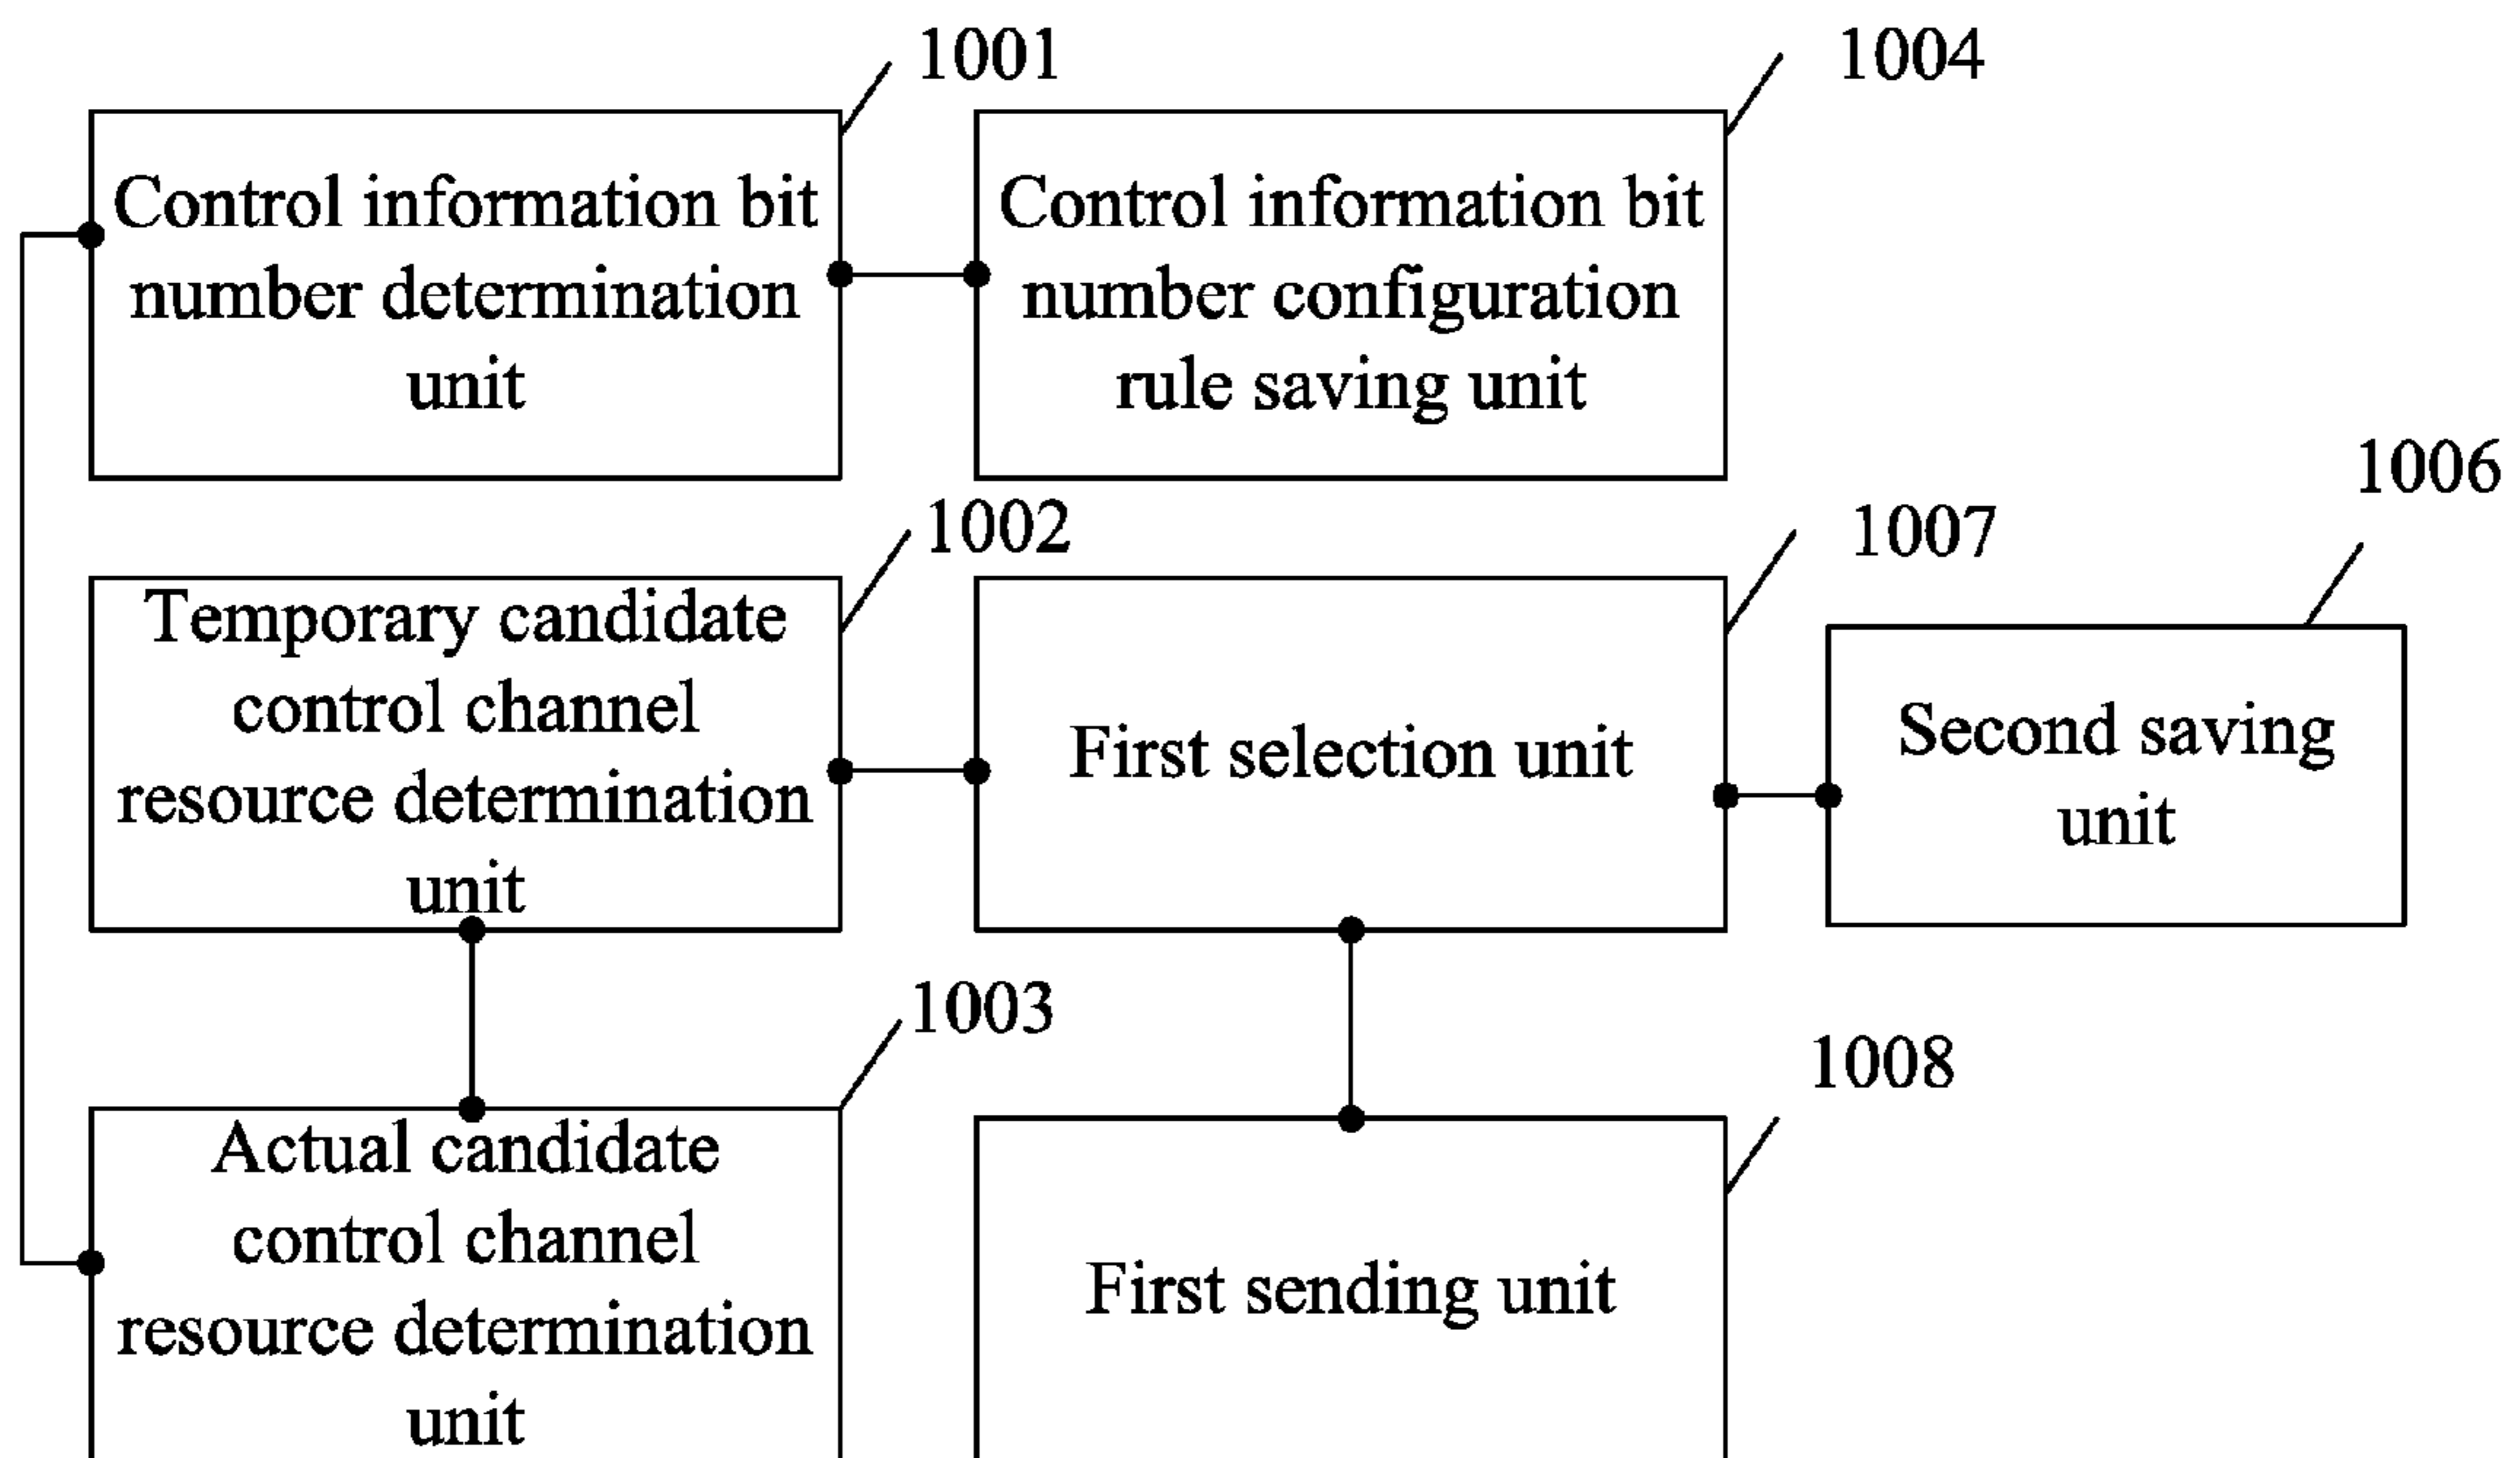 1001
1004
Control information bit
number determination
unit
Control information bit
number configuration
rule saving unit
1006
1002
1007
Temporary candidate
control channel
resource determination
unit
First selection unit
Second saving
unit
1003
1008
Actual candidate
control channel
resource determination
unit
First sending unit